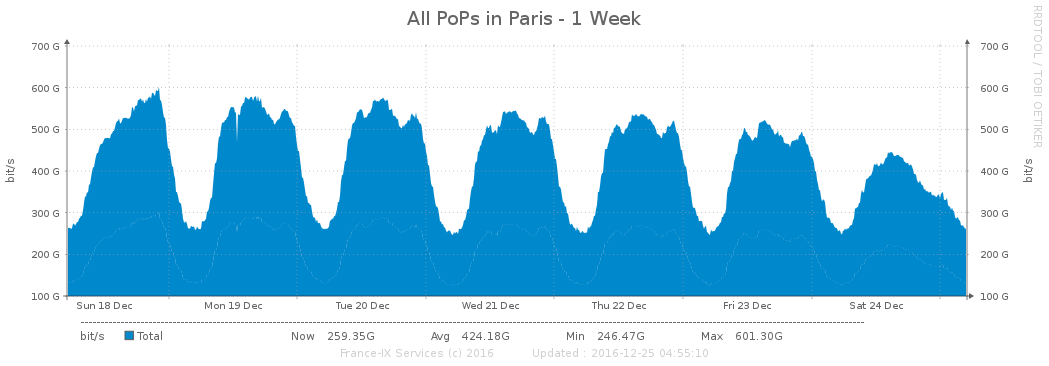 All PoPs in Paris - 1 Week
RRDTOOL / TOBI OETIKER
700 G 700 G
600 G 600 G
500 G 500 G
400 G 400 G
300 G 300 G
200 G 200 G
100 G 100 G
bit/s bit/s
Sun 18 Dec Mon 19 Dec Tue 20 Dec Wed 21 Dec Thu 22 Dec Fri 23 Dec Sat 24 Dec
bit/s Total Now 259.35G Avg 424.18G Min 246.47G Max 601.30G
France-IX Services (c) 2016 Updated : 2016-12-25 04:55:10